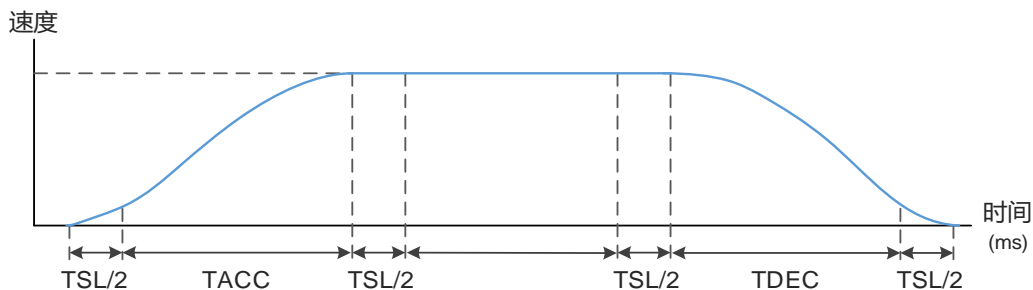 速度
时间
(ms)
TSL/2
TACC
TSL/2
TSL/2
TDEC
TSL/2